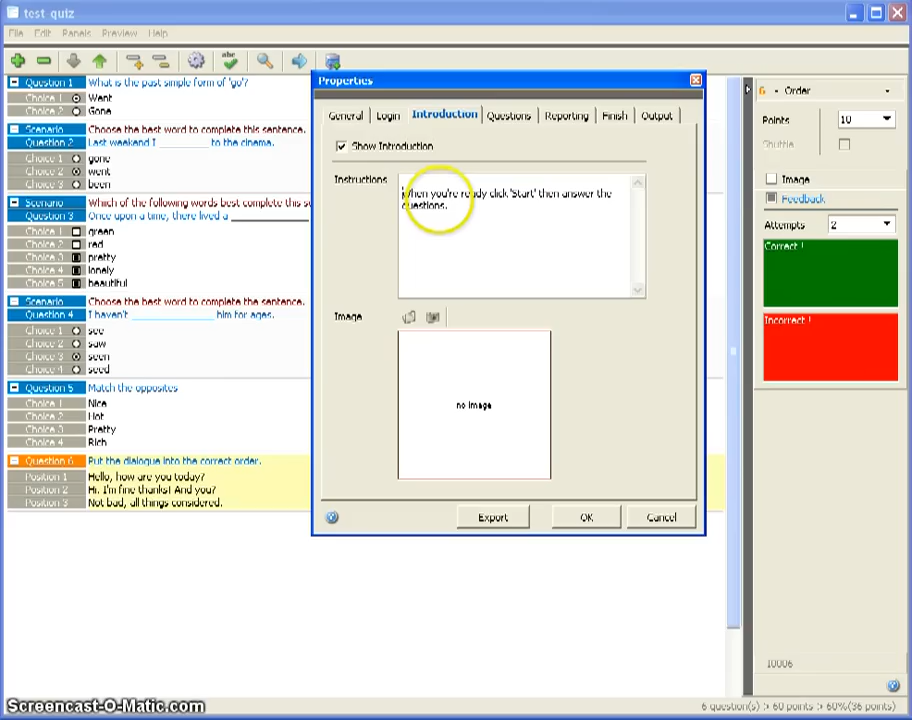 test quiz
File Edit Panels Preview Help
abc
Question 1 What is the past simple form of 'go'?
Choice 1 Went
Choice 2 Gone
Scenario Choose the best word to complete this sentence.
Question 2 Last weekend I ________ to the cinema.
Choice 1 gone
Choice 2 went
Choice 3 been
Scenario Which of the following words best complete this se
Question 3 Once upon a time, there lived a ____________
Choice 1 green
Choice 2 red
Choice 3 pretty
Choice 4 lonely
Choice 5 beautiful
Scenario Choose the best word to complete the sentence.
Question 4 I haven't ____________ him for ages.
Choice 1 see
Choice 2 saw
Choice 3 seen
Choice 4 seed
Question 5 Match the opposites
Choice 1 Nice
Choice 2 Hot
Choice 3 Pretty
Choice 4 Rich
Question 6 Put the dialogue into the correct order.
Position 1 Hello, how are you today?
Position 2 Hi. I'm fine thanks! And you?
Position 3 Not bad, all things considered.
Properties
General Login Introduction Questions Reporting Finish Output
Show Introduction
Instructions
When you're ready click 'Start' then answer the
questions.
Image
no image
Export OK Cancel
6 - Order
Points 10
Shuffle
Image
Feedback
Attempts 2
Correct !
Incorrect !
10006
Screencast-O-Matic.com
6 question(s) > 60 points > 60%(36 points)